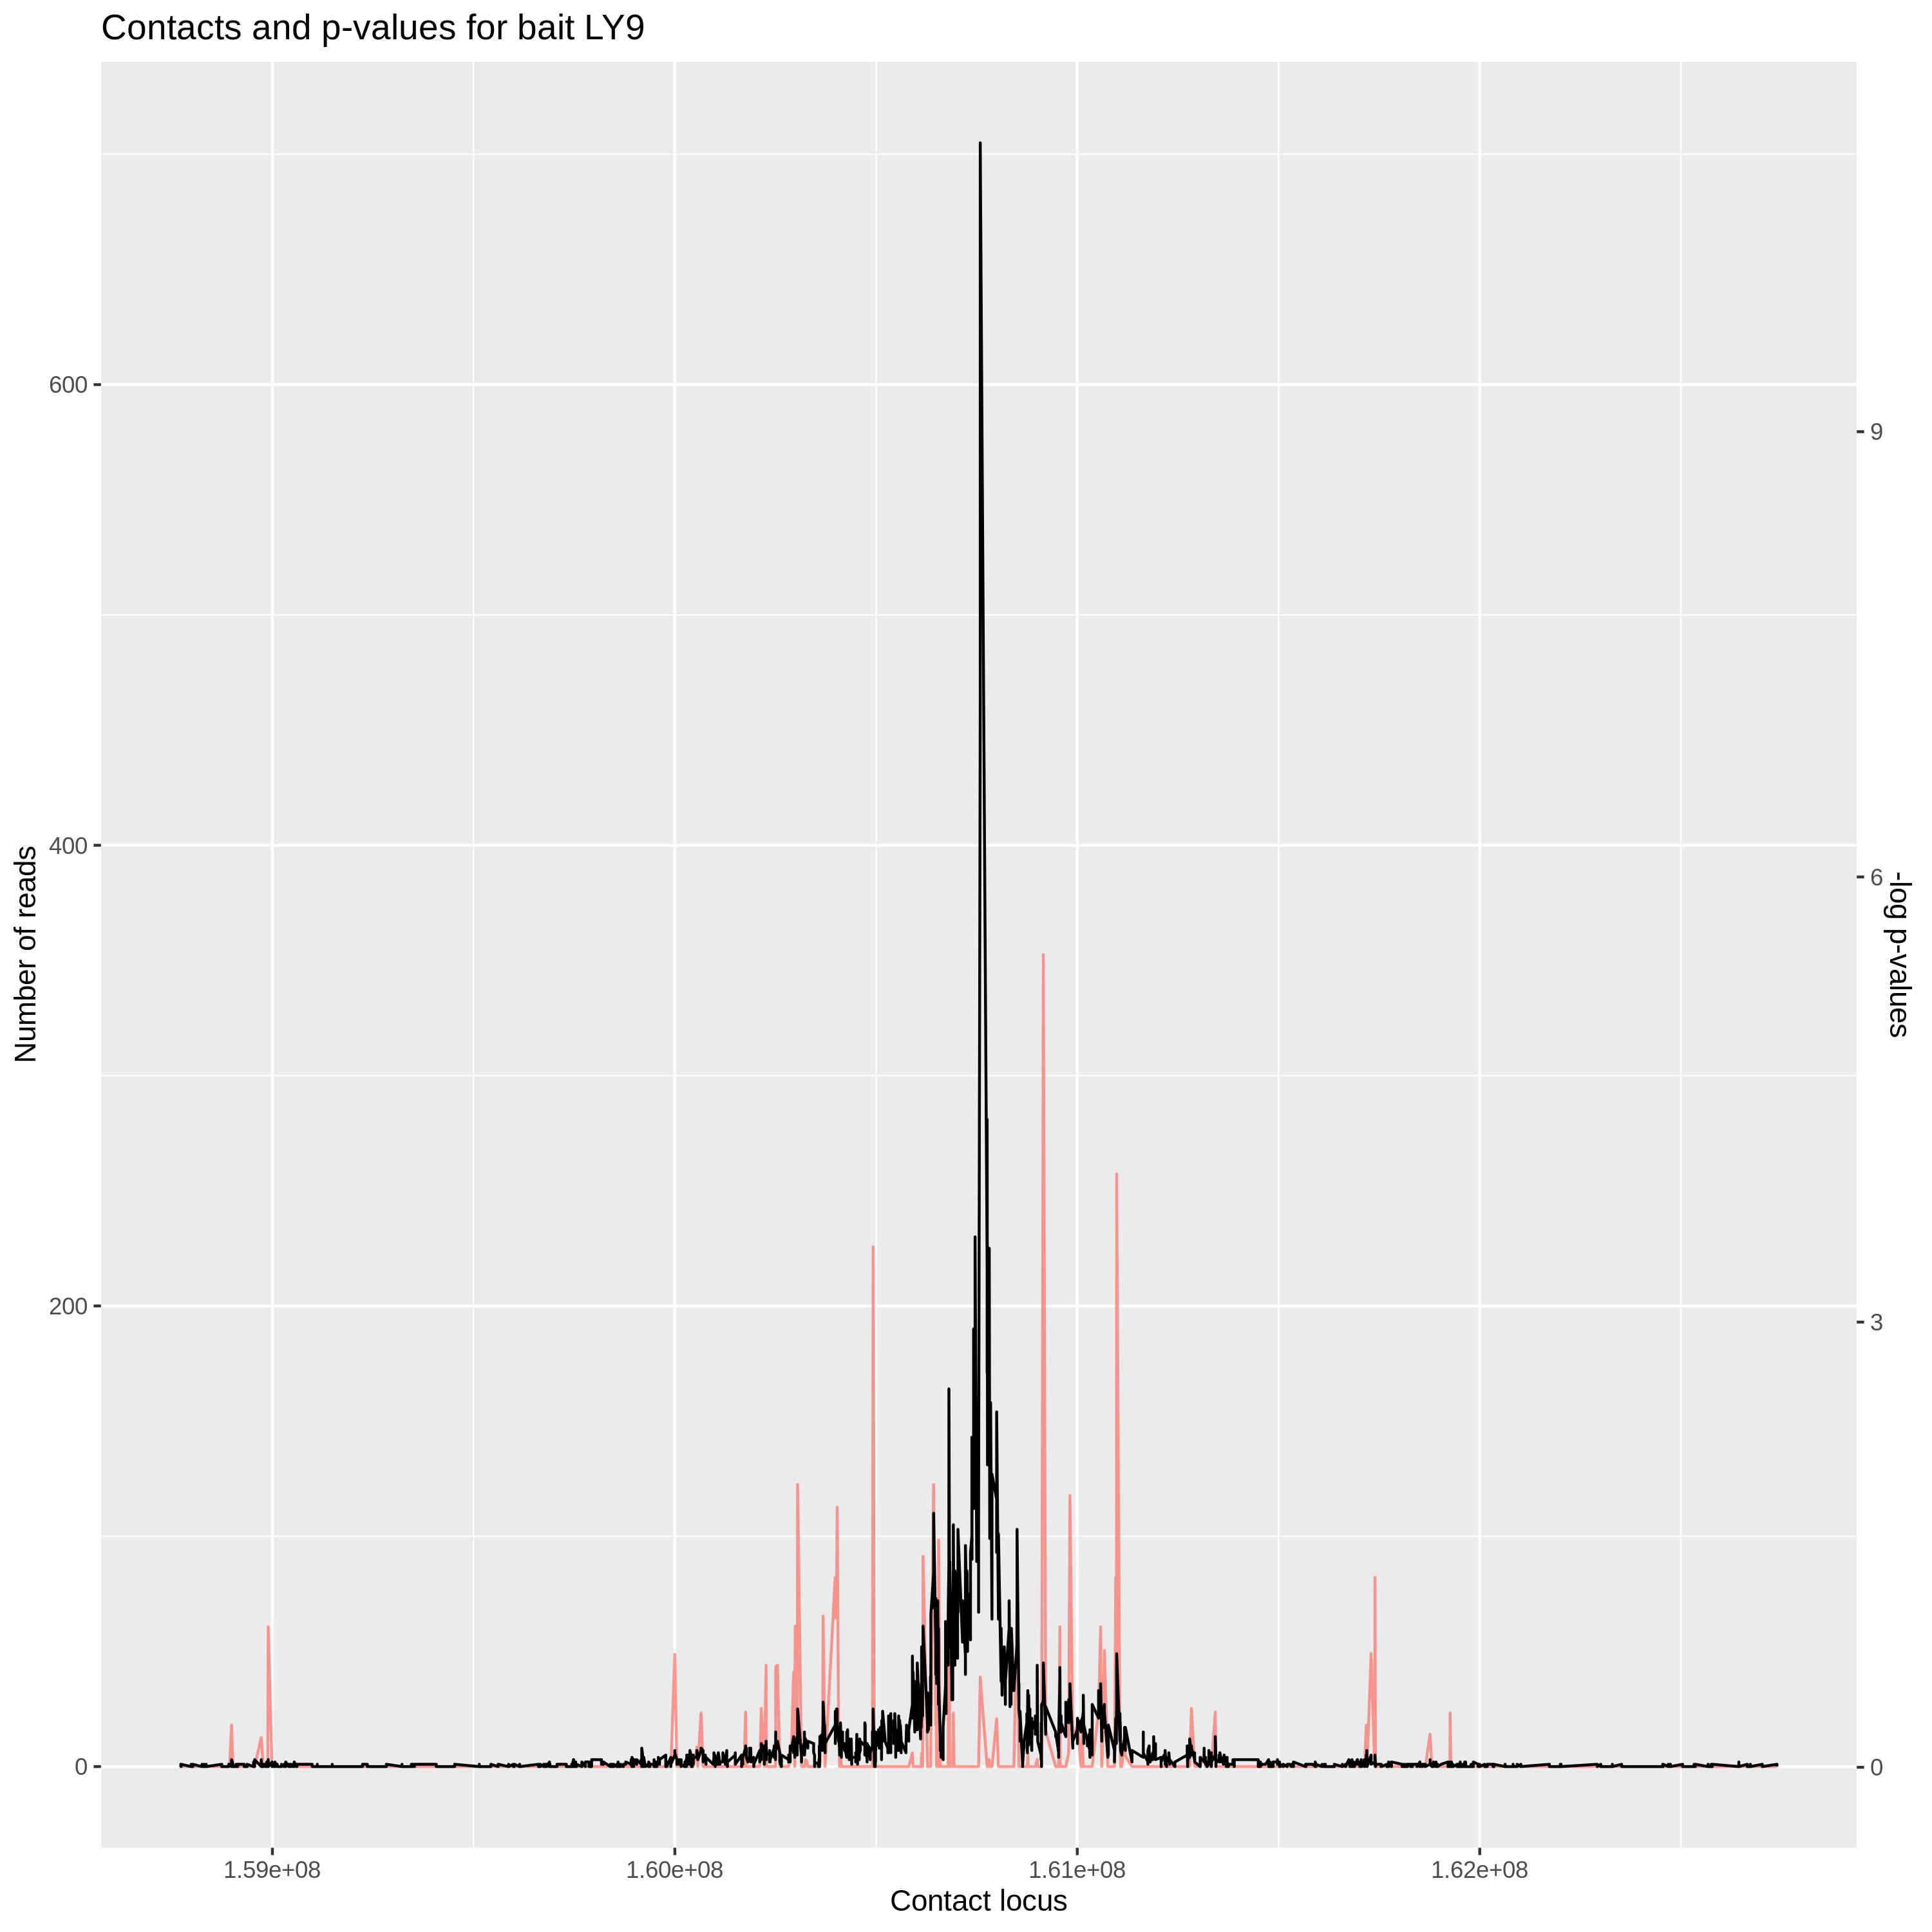 Contacts and p-values for bait LY9
Number of reads
600
400
200
0
-log p-values
9
6
3
0
1.59e+08
1.60e+08
1.61e+08
1.62e+08
Contact locus